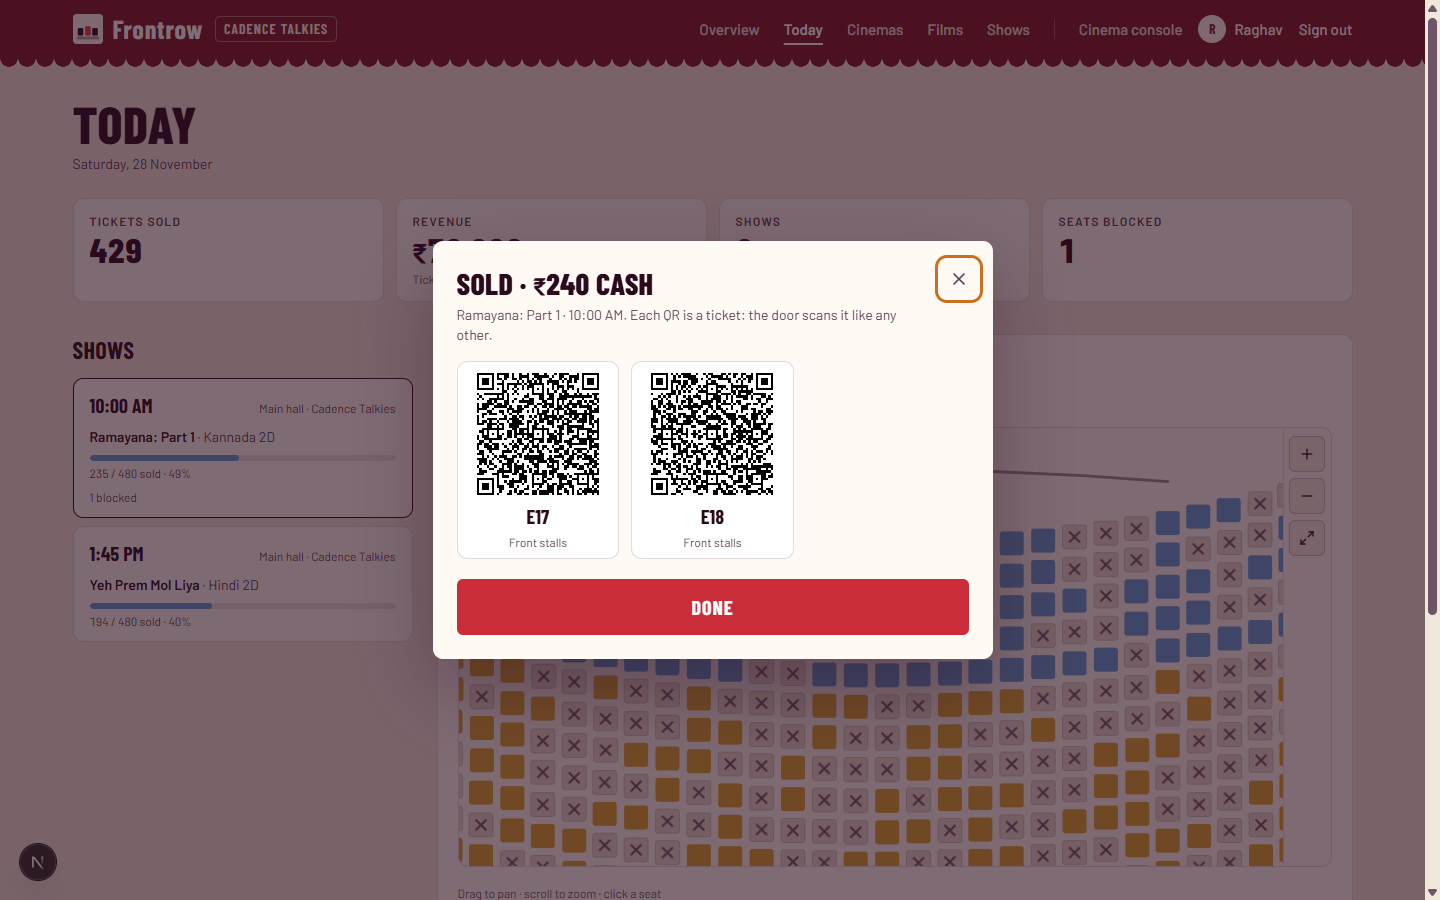 Frontrow
CADENCE TALKIES
Overview
Today
Cinemas
Films
Shows
Cinema console
R
Raghav
Sign out
TODAY
Saturday, 28 November
TICKETS SOLD
429
REVENUE
SHOWS
SEATS BLOCKED
1
SOLD · ₹240 CASH
Ramayana: Part 1 · 10:00 AM. Each QR is a ticket: the door scans it like any
other.
E17
Front stalls
E18
Front stalls
DONE
SHOWS
10:00 AM
Main hall · Cadence Talkies
Ramayana: Part 1 · Kannada 2D
235 / 480 sold · 49%
1 blocked
1:45 PM
Main hall · Cadence Talkies
Yeh Prem Mol Liya · Hindi 2D
194 / 480 sold · 40%
N
Drag to pan · scroll to zoom · click a seat